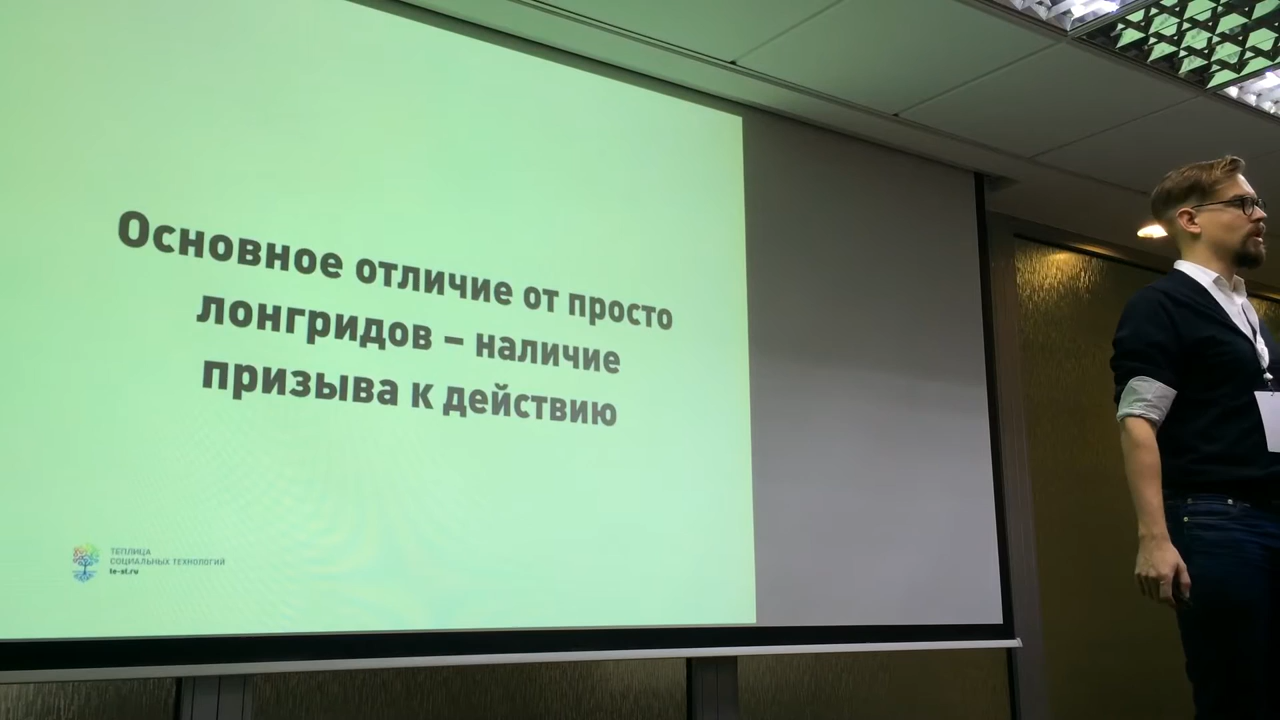 Основное отличие от просто
лонгридов – наличие
призыва к действию
ТЕПЛИЦА
СОЦИАЛЬНЫХ ТЕХНОЛОГИЙ
te-st.ru